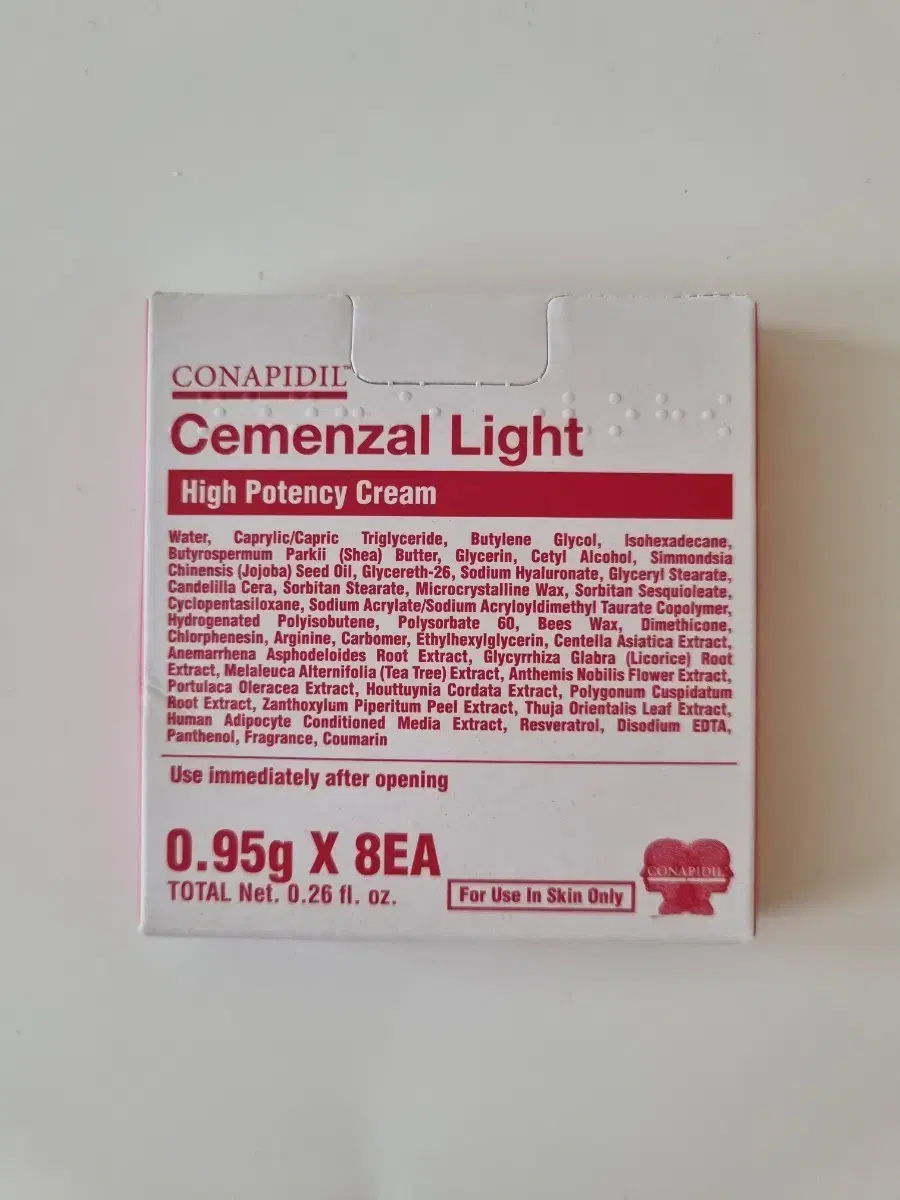 CONAPIDIL™
Cemenzal Light
High Potency Cream
Water, Caprylic/Capric Triglyceride, Butylene Glycol, Isohexadecane,
Butyrospermum Parkii (Shea) Butter, Glycerin, Cetyl Alcohol, Simmondsia
Chinensis (Jojoba) Seed Oil, Glycereth-26, Sodium Hyaluronate, Glyceryl Stearate,
Candelilla Cera, Sorbitan Stearate, Microcrystalline Wax, Sorbitan Sesquioleate,
Cyclopentasiloxane, Sodium Acrylate/Sodium Acryloyldimethyl Taurate Copolymer,
Hydrogenated Polyisobutene, Polysorbate 60, Bees Wax, Dimethicone,
Chlorphenesin, Arginine, Carbomer, Ethylhexylglycerin, Centella Asiatica Extract,
Anemarrhena Asphodeloides Root Extract, Glycyrrhiza Glabra (Licorice) Root
Extract, Melaleuca Alternifolia (Tea Tree) Extract, Anthemis Nobilis Flower Extract,
Portulaca Oleracea Extract, Houttuynia Cordata Extract, Polygonum Cuspidatum
Root Extract, Zanthoxylum Piperitum Peel Extract, Thuja Orientalis Leaf Extract,
Human Adipocyte Conditioned Media Extract, Resveratrol, Disodium EDTA,
Panthenol, Fragrance, Coumarin
Use immediately after opening
0.95g X 8EA
TOTAL Net. 0.26 fl. oz.
For Use In Skin Only
CONAPIDIL